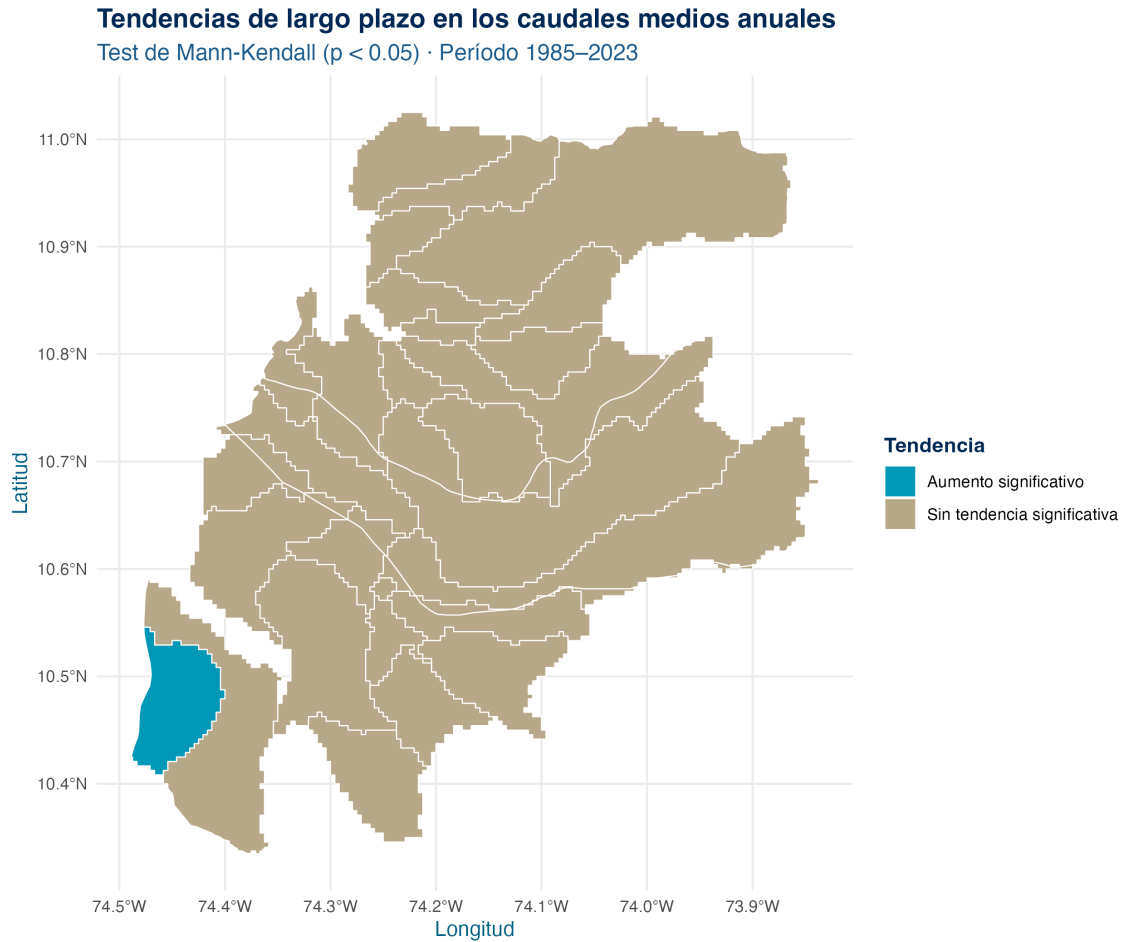 Tendencias de largo plazo en los caudales medios anuales
Test de Mann-Kendall (p < 0.05) · Período 1985–2023
11.0°N
10.9°N
10.8°N
10.7°N
10.6°N
10.5°N
10.4°N
Latitud
74.5°W 74.4°W 74.3°W 74.2°W 74.1°W 74.0°W 73.9°W
Longitud
Tendencia
Aumento significativo
Sin tendencia significativa